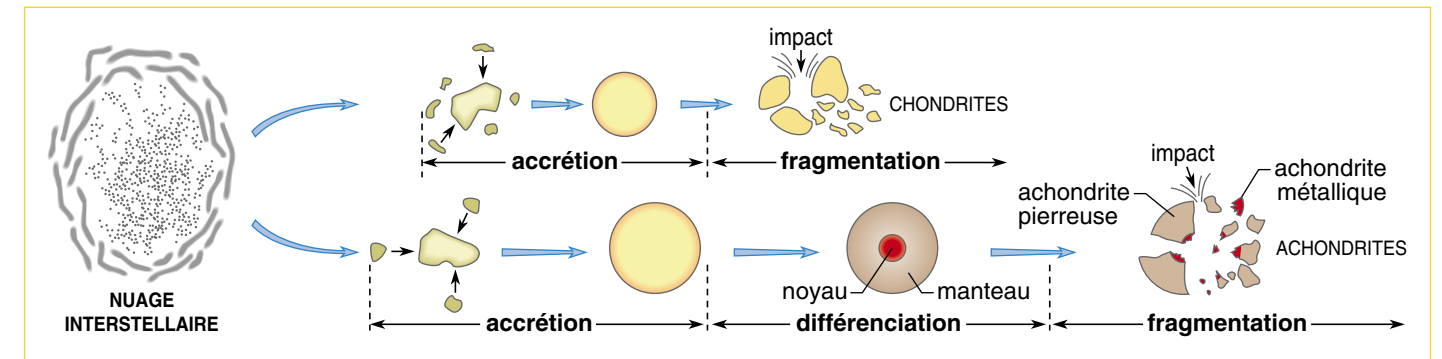 NUAGE
INTERSTELLAIRE
impact
CHONDRITES
accrétion
fragmentation
impact
achondrite
pierreuse
achondrite
métallique
ACHONDRITES
noyau
manteau
accrétion
différenciation
fragmentation